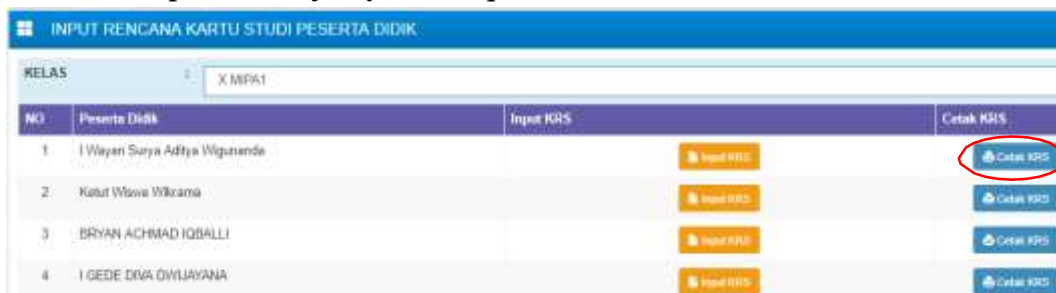 INPUT RENCANA KARTU STUDI PESERTA DIDIK
KELAS : X MIPA1
NO Peserta Didik Input KRS Cetak KRS
1 I Wayan Surya Aditya Wigunanda Input KRS Cetak KRS
2 Ketut Wiswa Wikrama Input KRS Cetak KRS
3 BRYAN ACHMAD IQBALLI Input KRS Cetak KRS
4 I GEDE DIVA DWIJAYANA Input KRS Cetak KRS